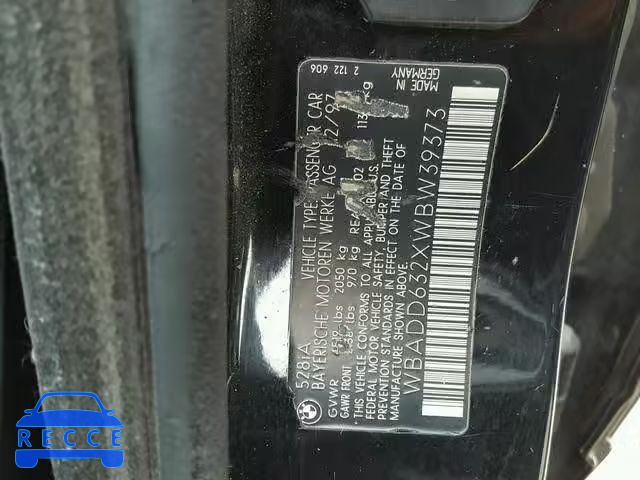 528iA VEHICLE TYPE: PASSENGER CAR
BAYERISCHE MOTOREN WERKE AG 12/97
GVWR lbs 2050 kg
GAWR FRONT lbs 970 kg REAR kg
*THIS VEHICLE CONFORMS TO ALL APPLICABLE U.S.
FEDERAL MOTOR VEHICLE SAFETY, BUMPER AND THEFT
PREVENTION STANDARDS IN EFFECT ON THE DATE OF
MANUFACTURE SHOWN ABOVE.
WBADD632XWBW39373
2 122 606
MADE IN
GERMANY
RECCE